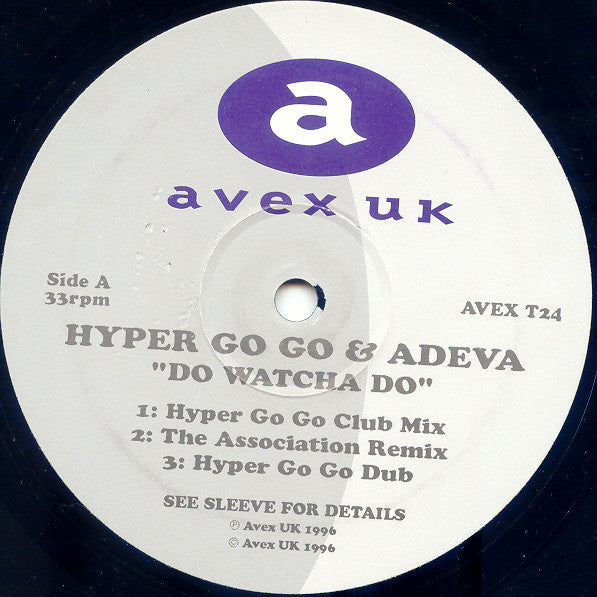 a
avex uk
Side A
33rpm
AVEX T24
HYPER GO GO & ADEVA
"DO WATCHA DO"
1: Hyper Go Go Club Mix
2: The Association Remix
3: Hyper Go Go Dub
SEE SLEEVE FOR DETAILS
℗ Avex UK 1996
© Avex UK 1996